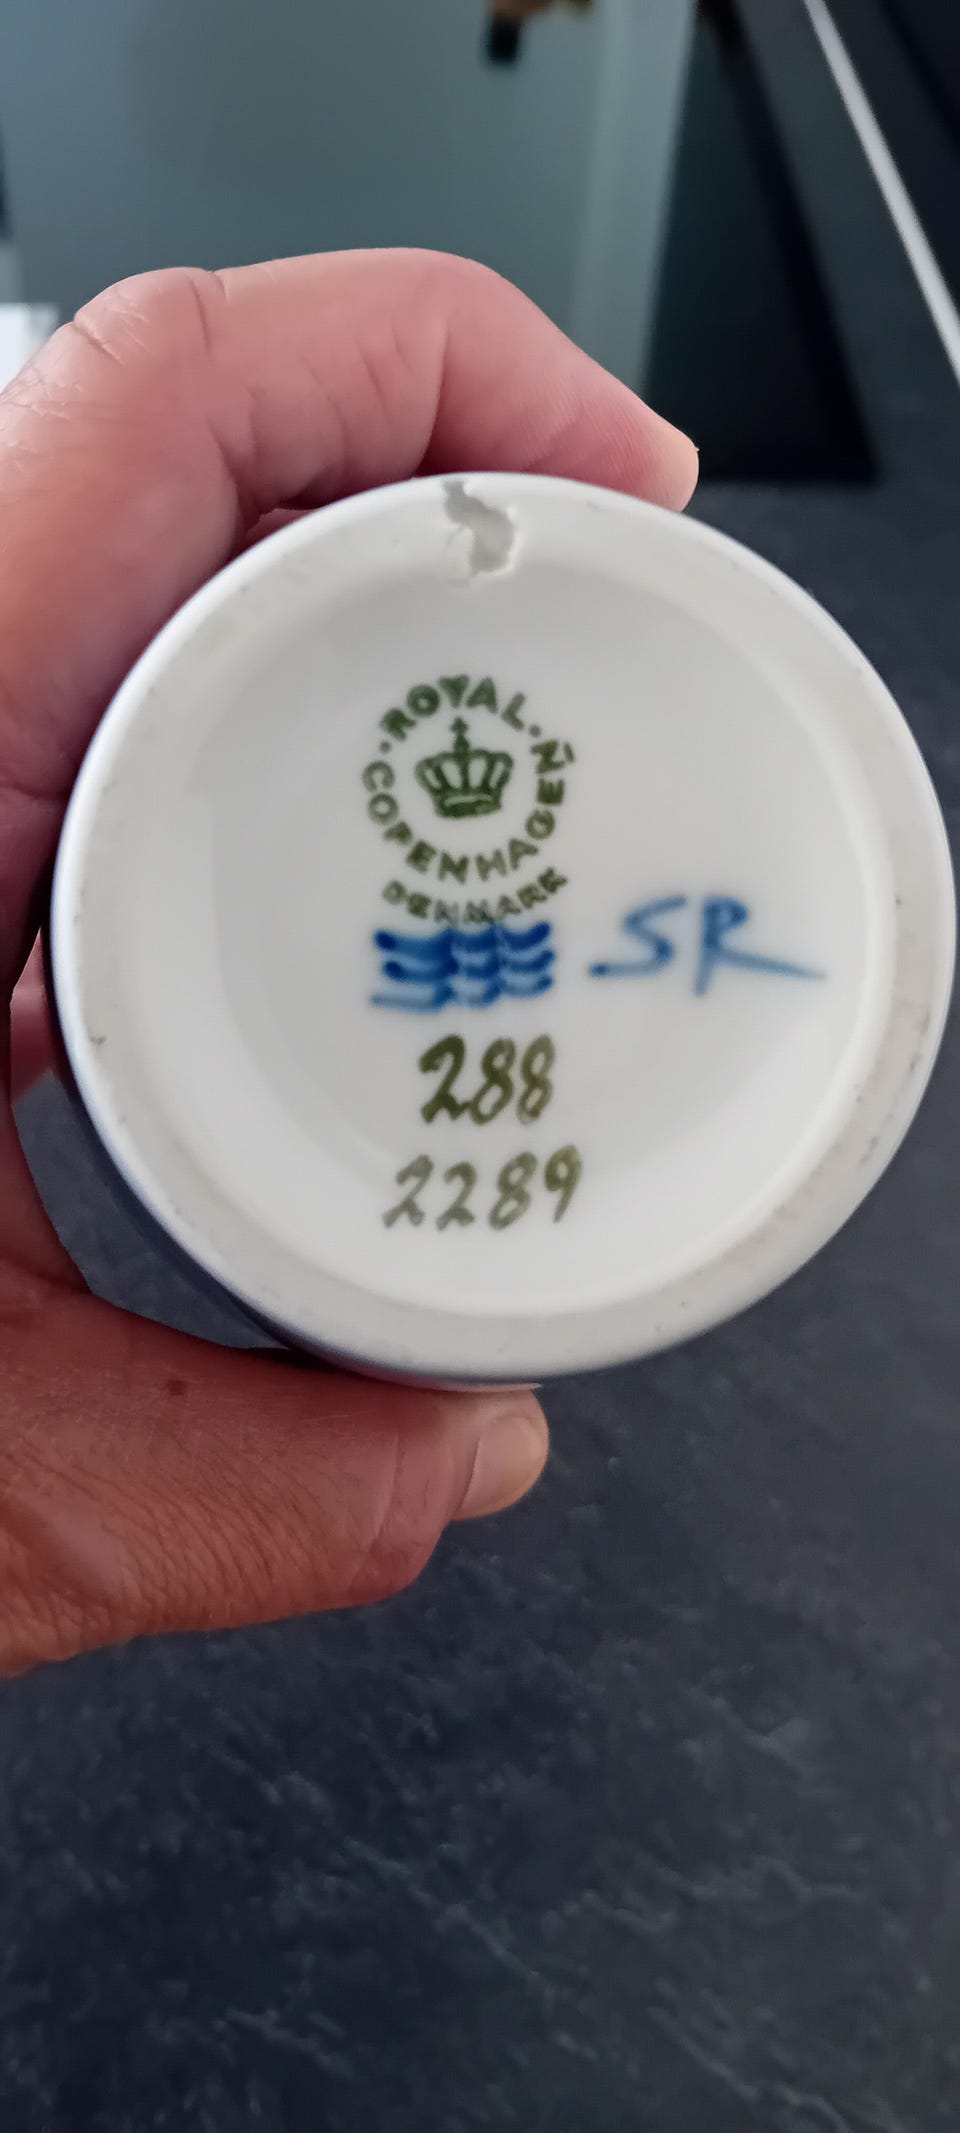 ROYAL
COPENHAGEN
DENMARK
SR
288
2289